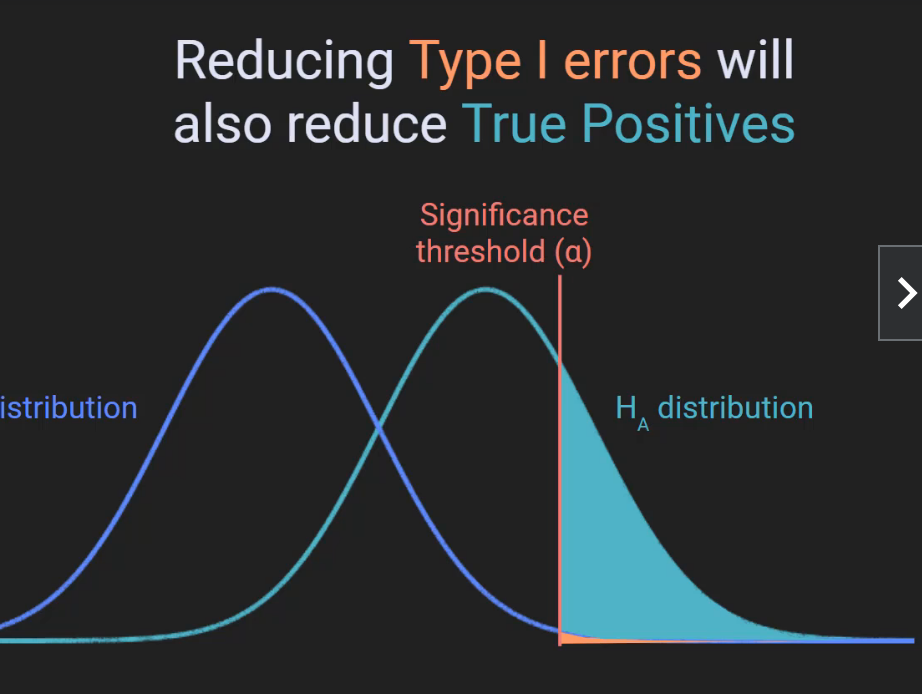 Reducing Type I errors will
also reduce True Positives
Significance
threshold (α)
istribution
H_A distribution